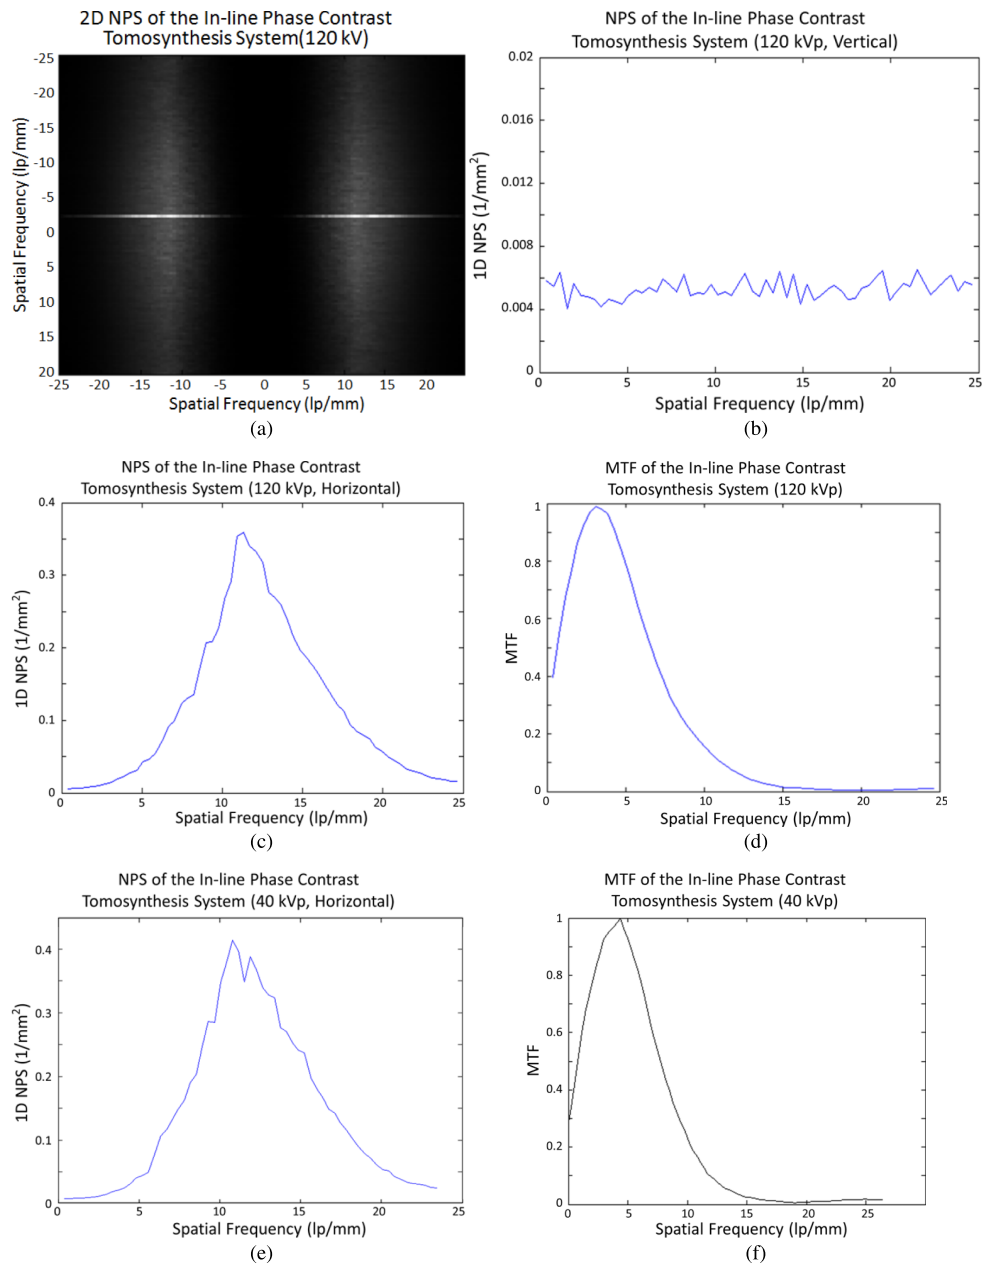 2D NPS of the In-line Phase Contrast
Tomosynthesis System(120 kV)
-25
-20
-15
-10
-5
0
5
10
15
20
Spatial Frequency (lp/mm)
-25 -20 -15 -10 -5 0 5 10 15 20
Spatial Frequency (lp/mm)
(a)
NPS of the In-line Phase Contrast
Tomosynthesis System (120 kVp, Vertical)
0.02
0.016
0.012
0.008
0.004
0
1D NPS (1/mm²)
0 5 10 15 20 25
Spatial Frequency (lp/mm)
(b)
NPS of the In-line Phase Contrast
Tomosynthesis System (120 kVp, Horizontal)
0.4
0.3
0.2
0.1
0
1D NPS (1/mm²)
5 10 15 20 25
Spatial Frequency (lp/mm)
(c)
MTF of the In-line Phase Contrast
Tomosynthesis System (120 kVp)
1
0.8
0.6
0.4
0.2
0
MTF
0 5 10 15 20 25
Spatial Frequency (lp/mm)
(d)
NPS of the In-line Phase Contrast
Tomosynthesis System (40 kVp, Horizontal)
0.4
0.3
0.2
0.1
0
1D NPS (1/mm²)
0 5 10 15 20 25
Spatial Frequency (lp/mm)
(e)
MTF of the In-line Phase Contrast
Tomosynthesis System (40 kVp)
1
0.8
0.6
0.4
0.2
0
MTF
0 5 10 15 20 25
Spatial Frequency (lp/mm)
(f)